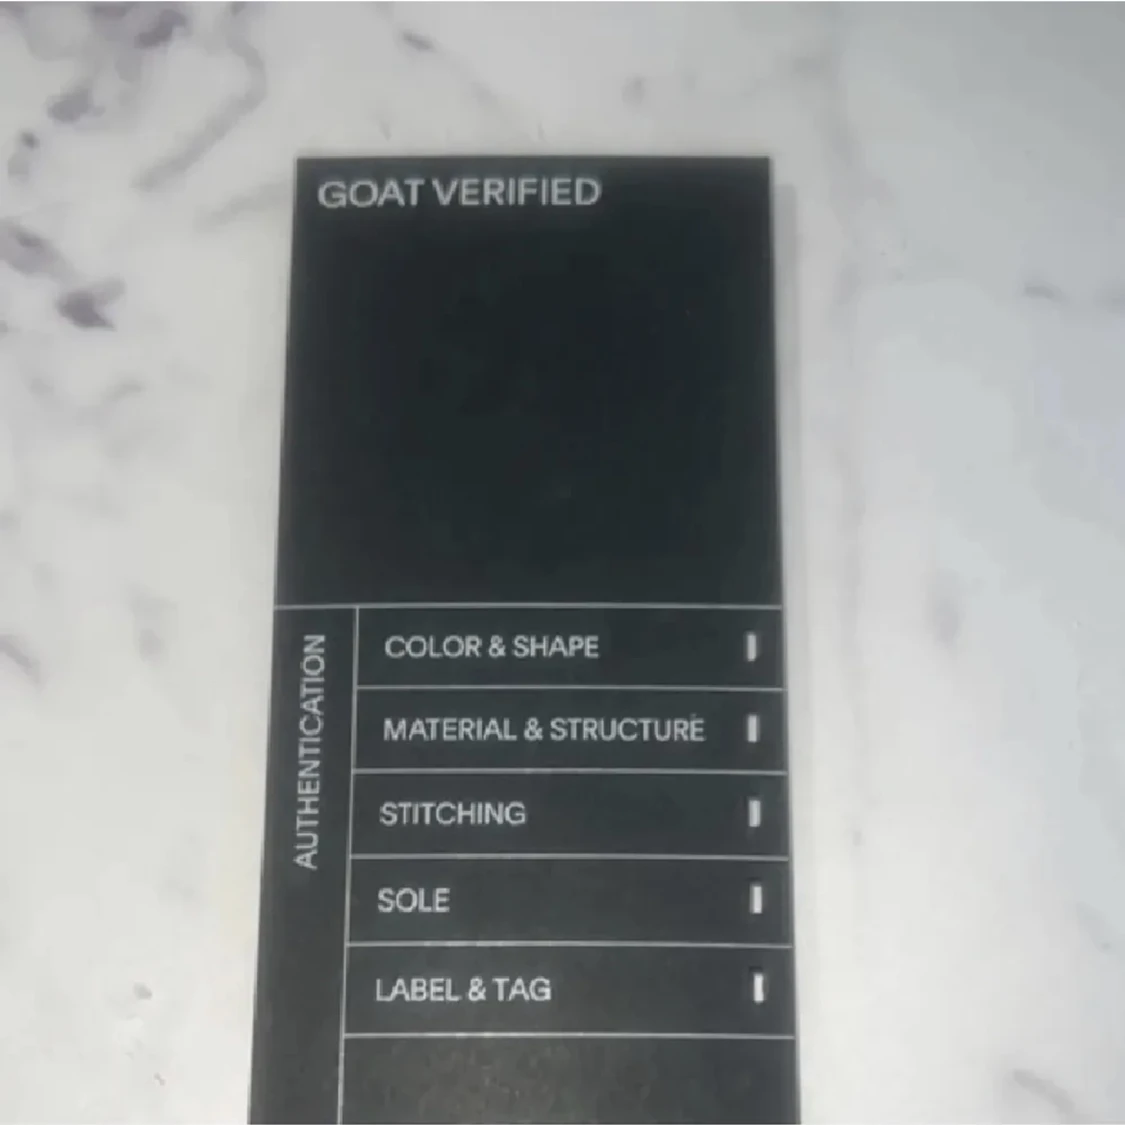 GOAT VERIFIED
AUTHENTICATION
COLOR & SHAPE
MATERIAL & STRUCTURE
STITCHING
SOLE
LABEL & TAG